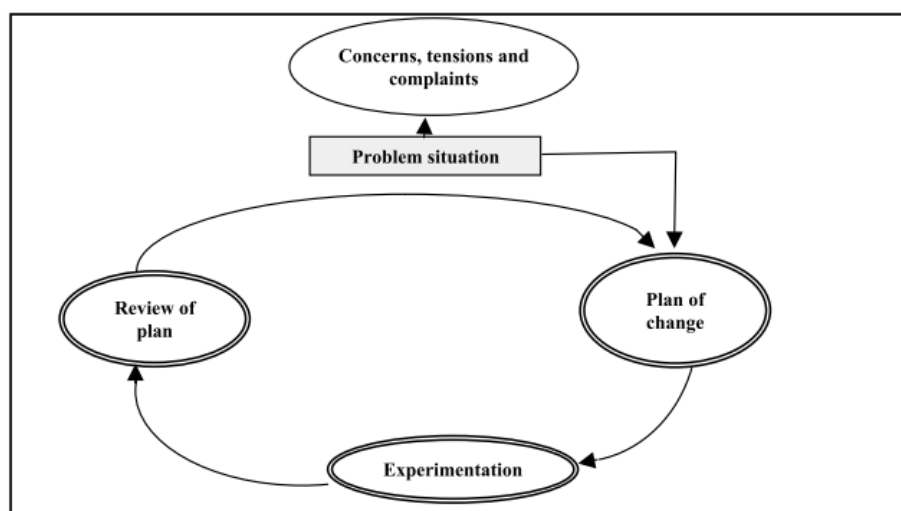 Concerns, tensions and
complaints
Problem situation
Review of
plan
Plan of
change
Experimentation